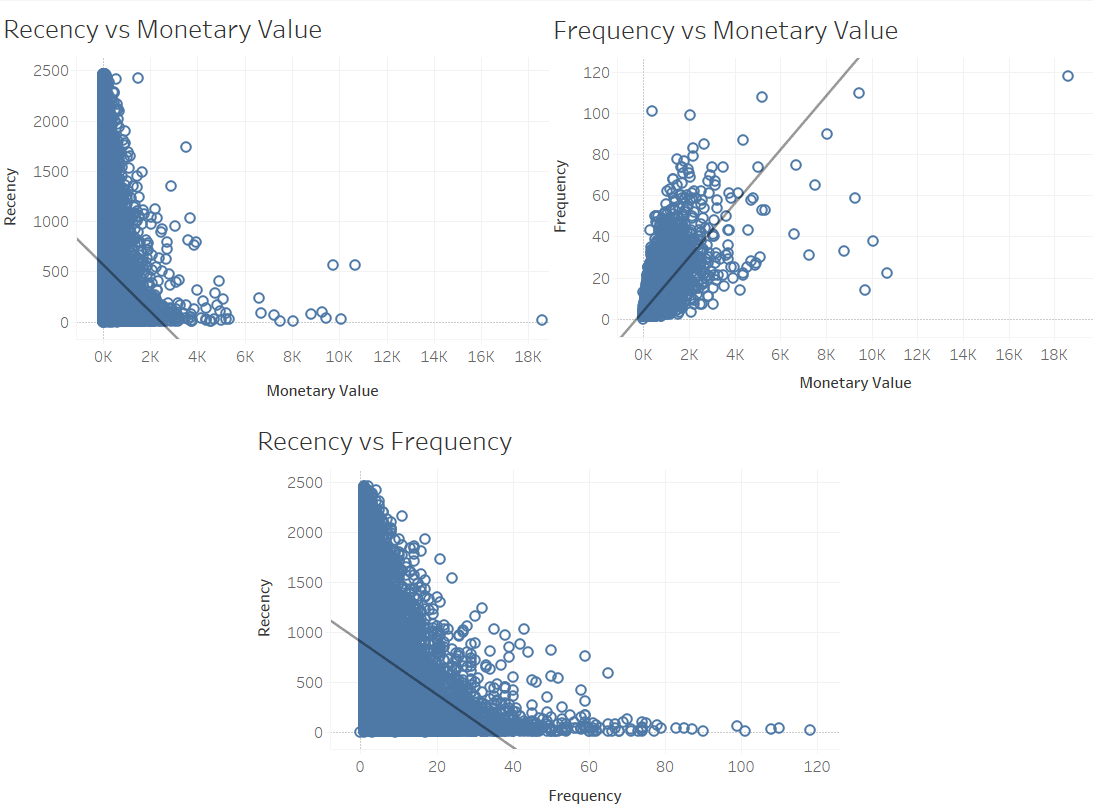 Recency vs Monetary Value
2500
2000
1500
1000
500
0
Recency
0K 2K 4K 6K 8K 10K 12K 14K 16K 18K
Monetary Value
Frequency vs Monetary Value
120
100
80
60
40
20
0
Frequency
0K 2K 4K 6K 8K 10K 12K 14K 16K 18K
Monetary Value
Recency vs Frequency
2500
2000
1500
1000
500
0
Recency
0 20 40 60 80 100 120
Frequency